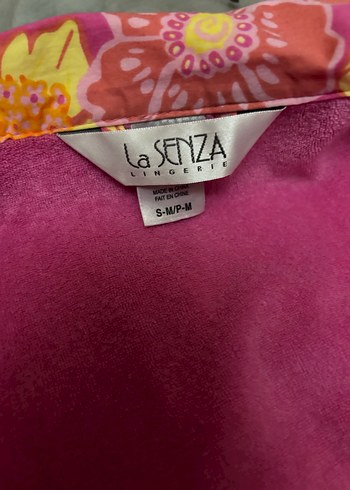 La SENZA
LINGERIE
MADE IN CHINA
FAIT EN CHINE
S-M/P-M